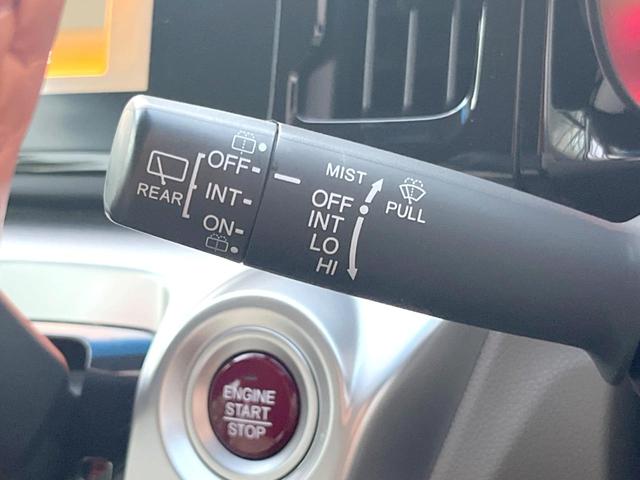 REAR
OFF-
INT-
ON-
MIST
OFF
INT
LO
HI
PULL
ENGINE
START
STOP